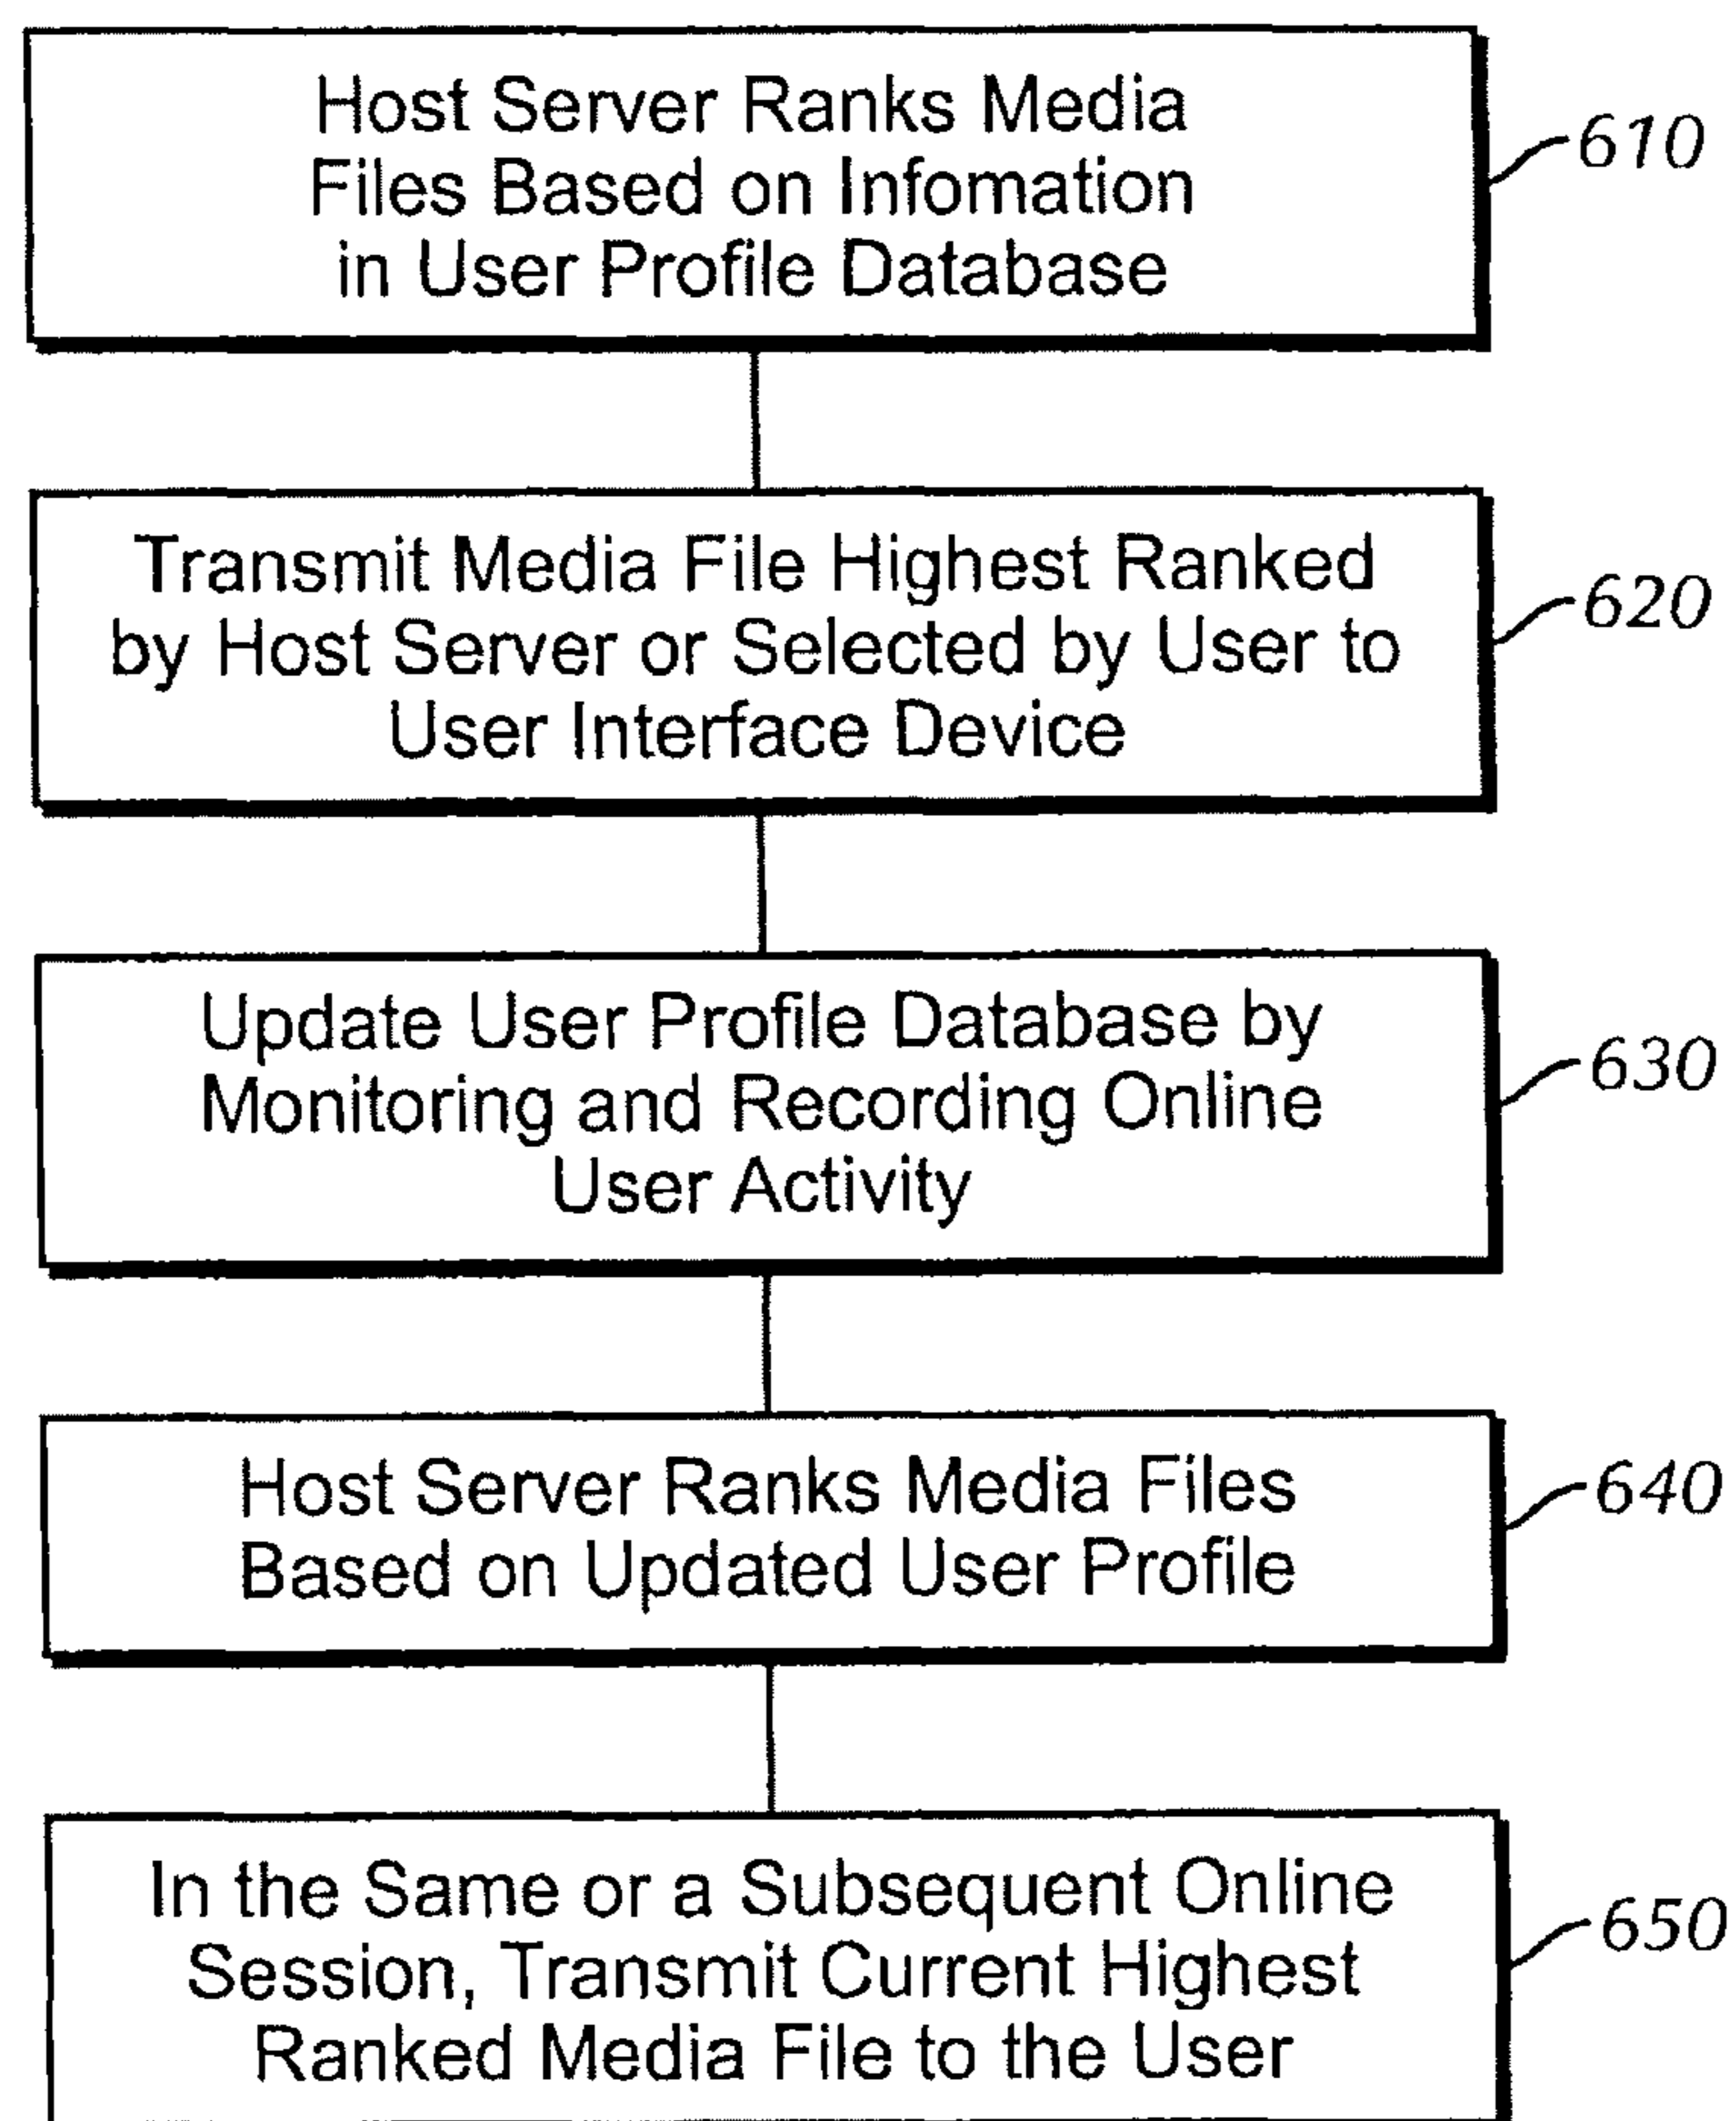 Host Server Ranks Media
Files Based on Infomation
in User Profile Database
610
Transmit Media File Highest Ranked
by Host Server or Selected by User to
User Interface Device
620
Update User Profile Database by
Monitoring and Recording Online
User Activity
630
Host Server Ranks Media Files
Based on Updated User Profile
640
In the Same or a Subsequent Online
Session, Transmit Current Highest
Ranked Media File to the User
650